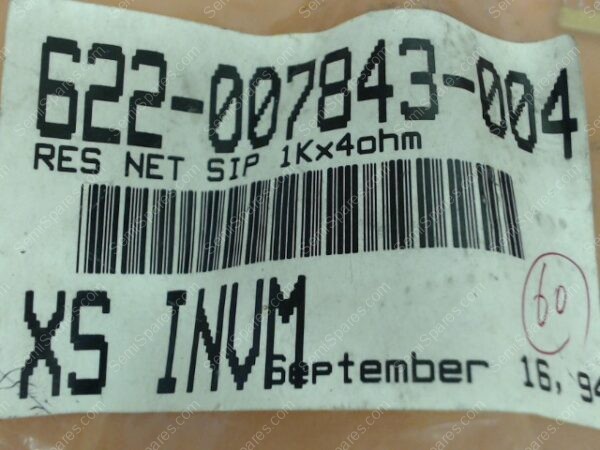 622-007843-004
RES NET SIP 1Kx4ohm
60
XS INVM
September 16, 94